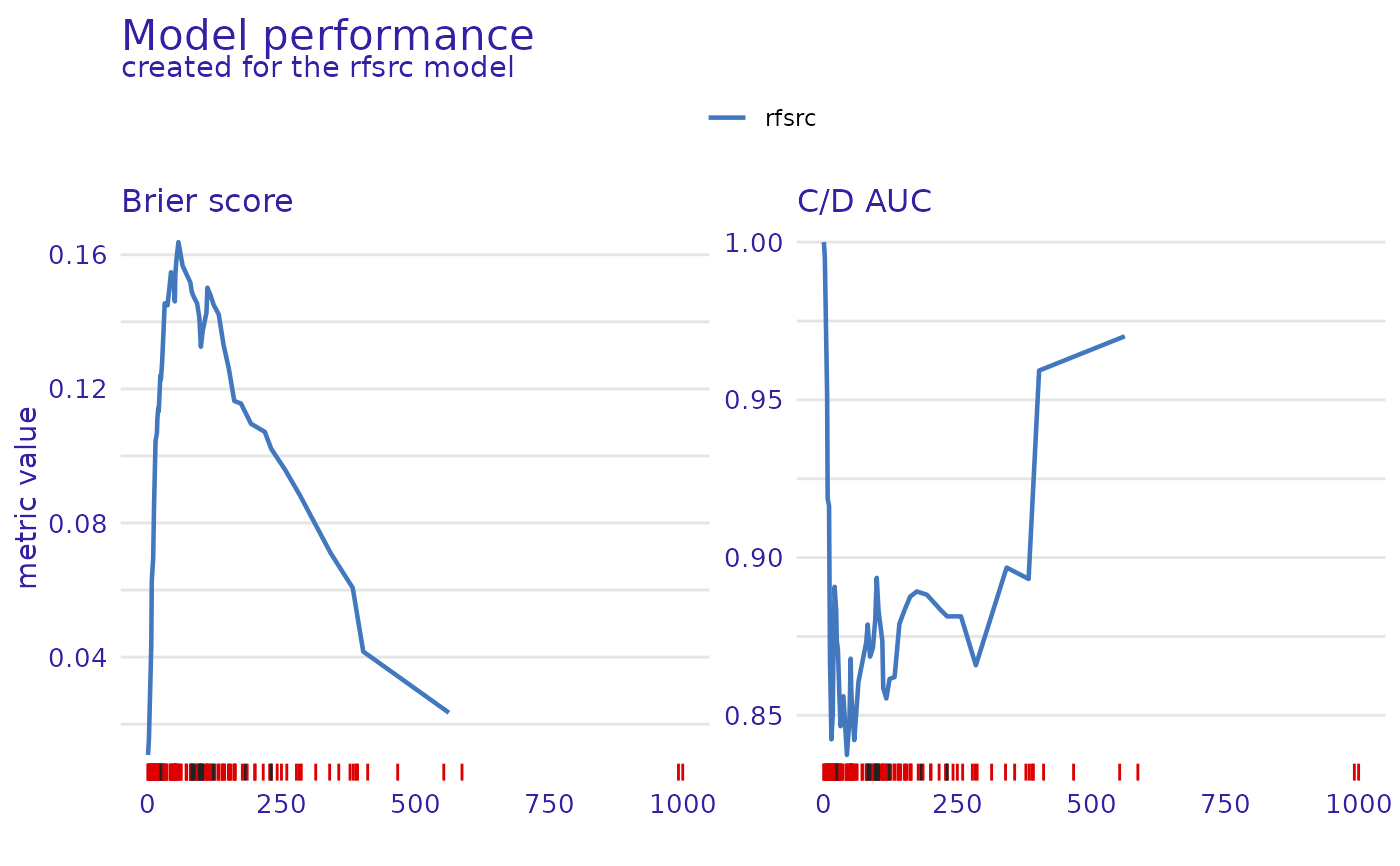 Model performance
created for the rfsrc model
rfsrc
Brier score
C/D AUC
metric value
0.16
0.12
0.08
0.04
0 250 500 750 1000
1.00
0.95
0.90
0.85
0 250 500 750 1000